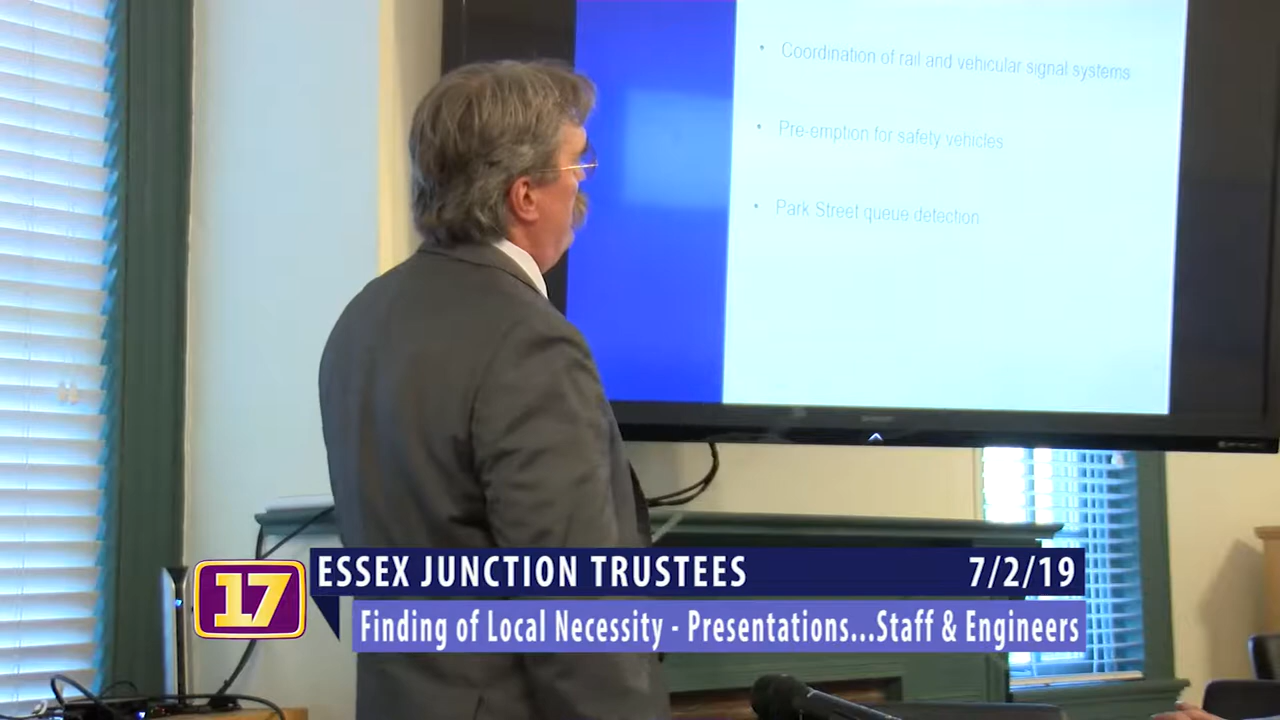 • Coordination of rail and vehicular signal systems
• Pre-emption for safety vehicles
• Park Street queue detection
17
ESSEX JUNCTION TRUSTEES 7/2/19
Finding of Local Necessity - Presentations...Staff & Engineers